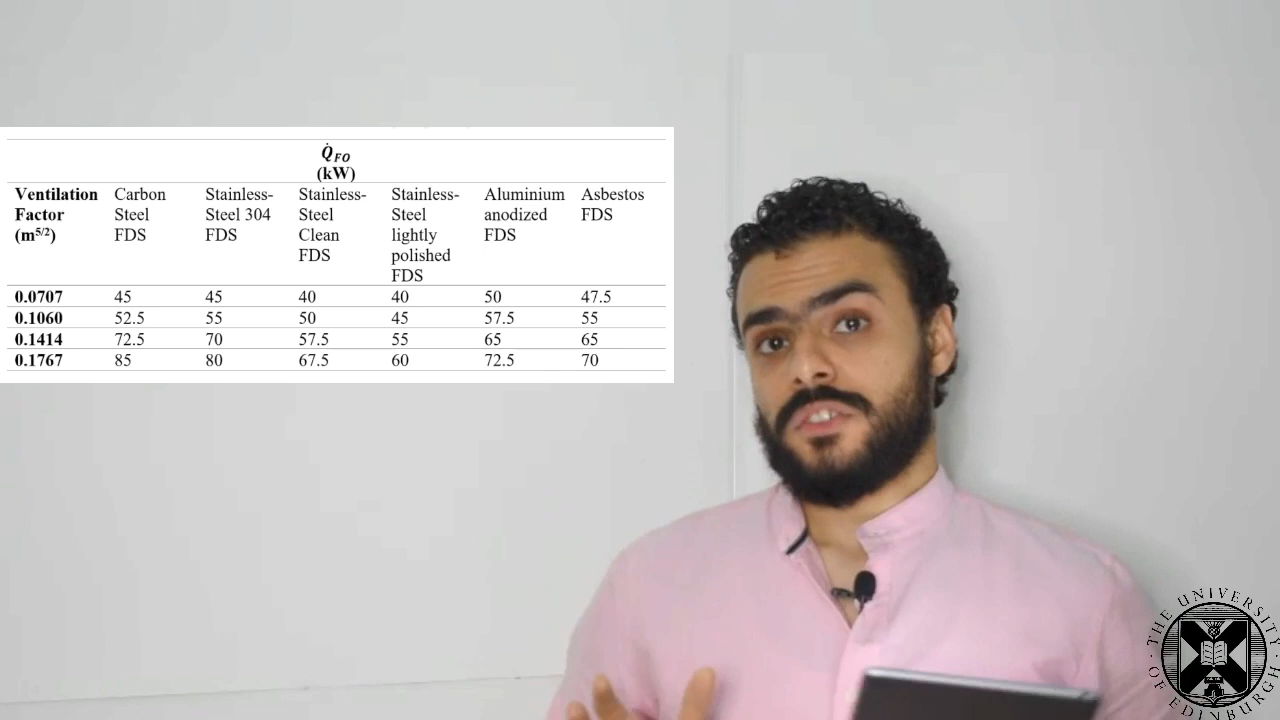 Q̇FO
(kW)
Ventilation Factor (m5/2) Carbon Steel FDS Stainless-Steel 304 FDS Stainless-Steel Clean FDS Stainless-Steel lightly polished FDS Aluminium anodized FDS Asbestos FDS
0.0707 45 45 40 40 50 47.5
0.1060 52.5 55 50 45 57.5 55
0.1414 72.5 70 57.5 55 65 65
0.1767 85 80 67.5 60 72.5 70
THE UNIVERSITY OF EDINBURGH